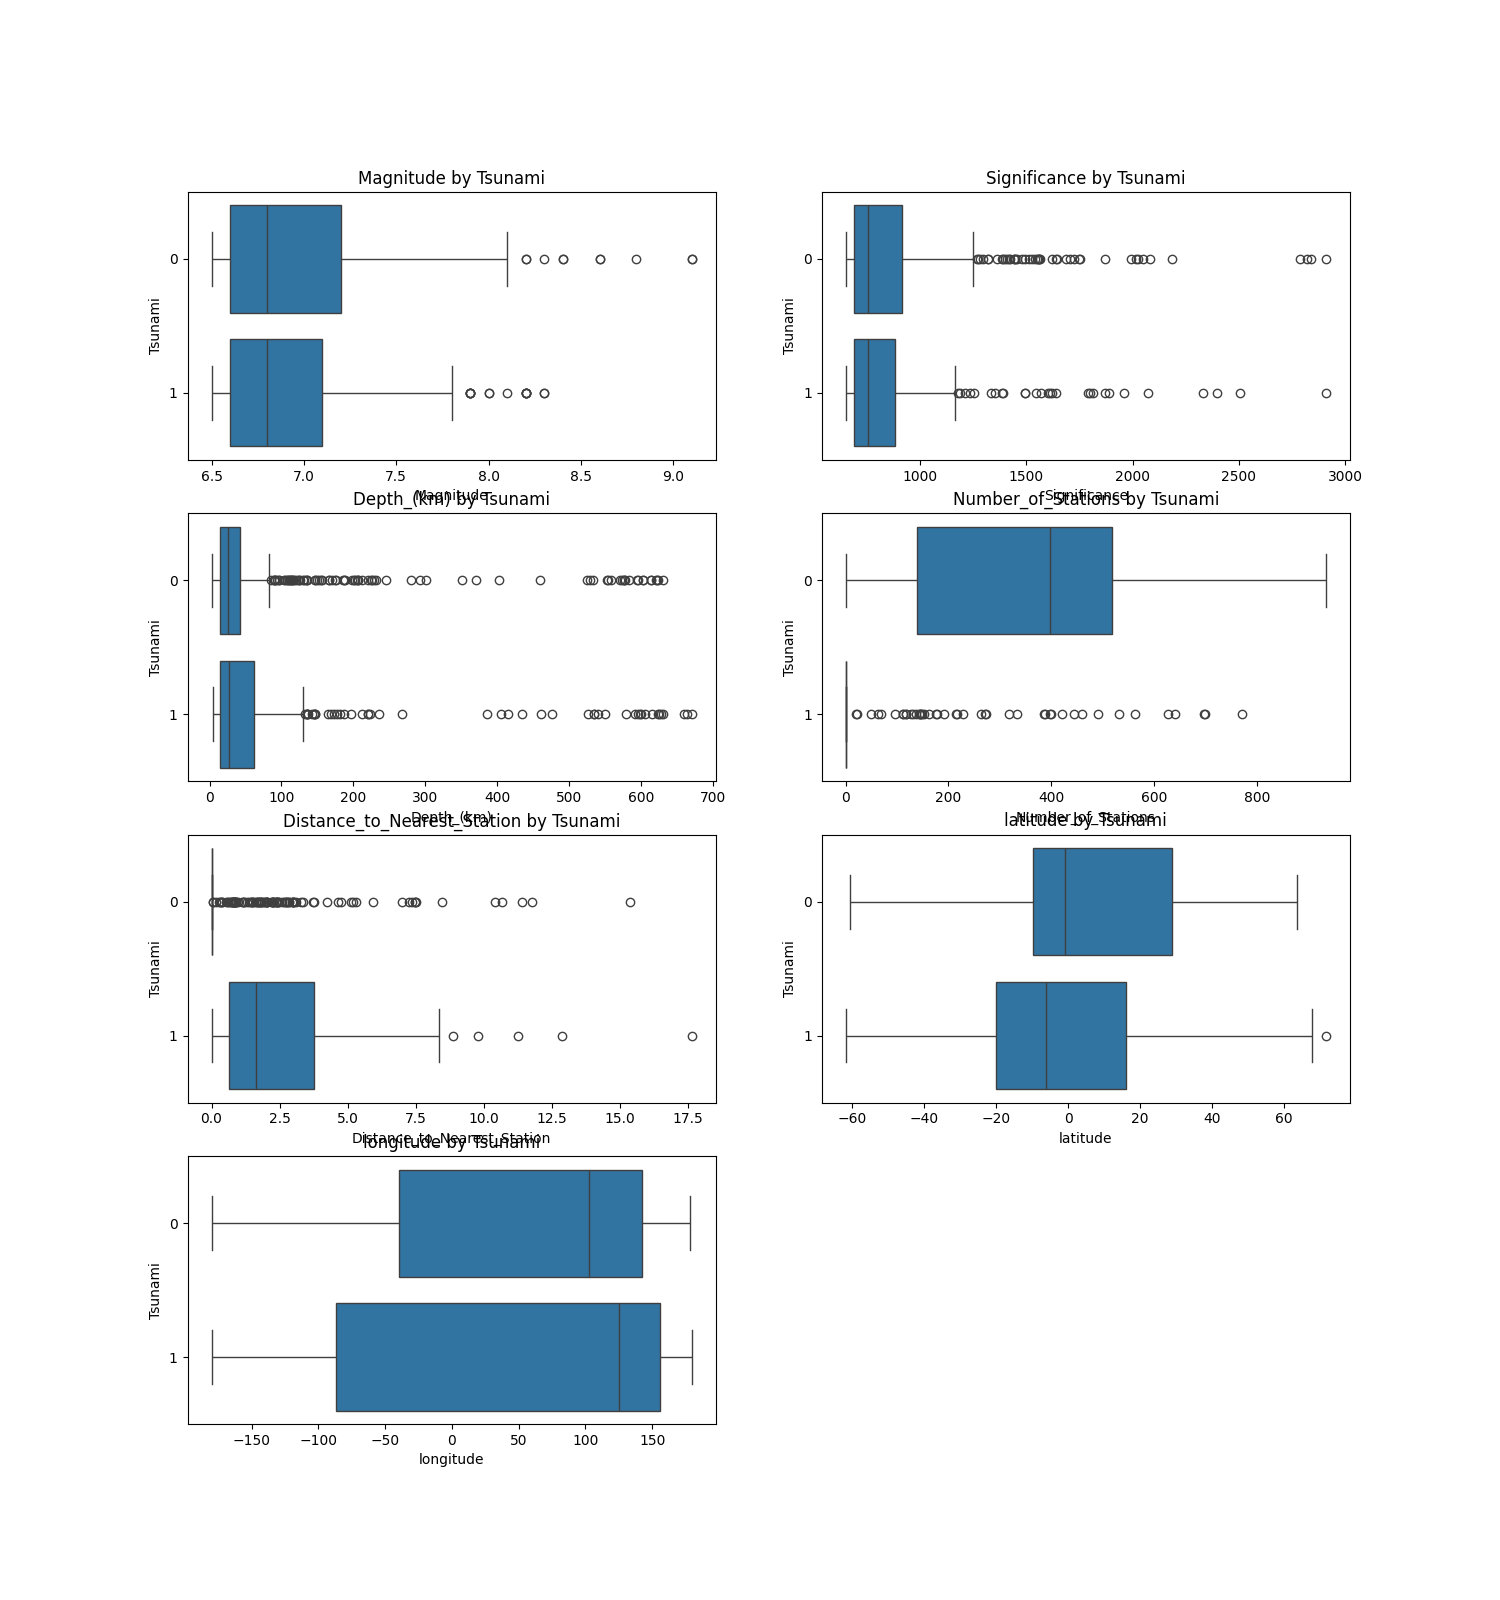 Magnitude by Tsunami
Tsunami
0
1
6.5 7.0 7.5 8.0 8.5 9.0
Magnitude
Significance by Tsunami
Tsunami
0
1
1000 1500 2000 2500 3000
Significance
Depth_(km) by Tsunami
Tsunami
0
1
0 100 200 300 400 500 600 700
Depth_(km)
Number_of_Stations by Tsunami
Tsunami
0
1
0 200 400 600 800
Number_of_Stations
Distance_to_Nearest_Station by Tsunami
Tsunami
0
1
0.0 2.5 5.0 7.5 10.0 12.5 15.0 17.5
Distance_to_Nearest_Station
latitude by Tsunami
Tsunami
0
1
−60 −40 −20 0 20 40 60
latitude
longitude by Tsunami
Tsunami
0
1
−150 −100 −50 0 50 100 150
longitude